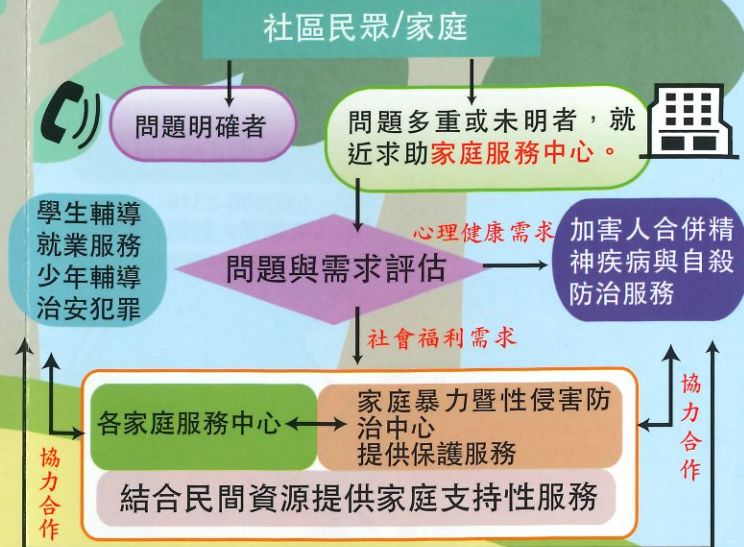 社區民眾/家庭
問題明確者
問題多重或未明者，就
近求助家庭服務中心。
學生輔導
就業服務
少年輔導
治安犯罪
問題與需求評估
心理健康需求
加害人合併精
神疾病與自殺
防治服務
社會福利需求
各家庭服務中心
家庭暴力暨性侵害防
治中心
提供保護服務
結合民間資源提供家庭支持性服務
協力合作
協力合作